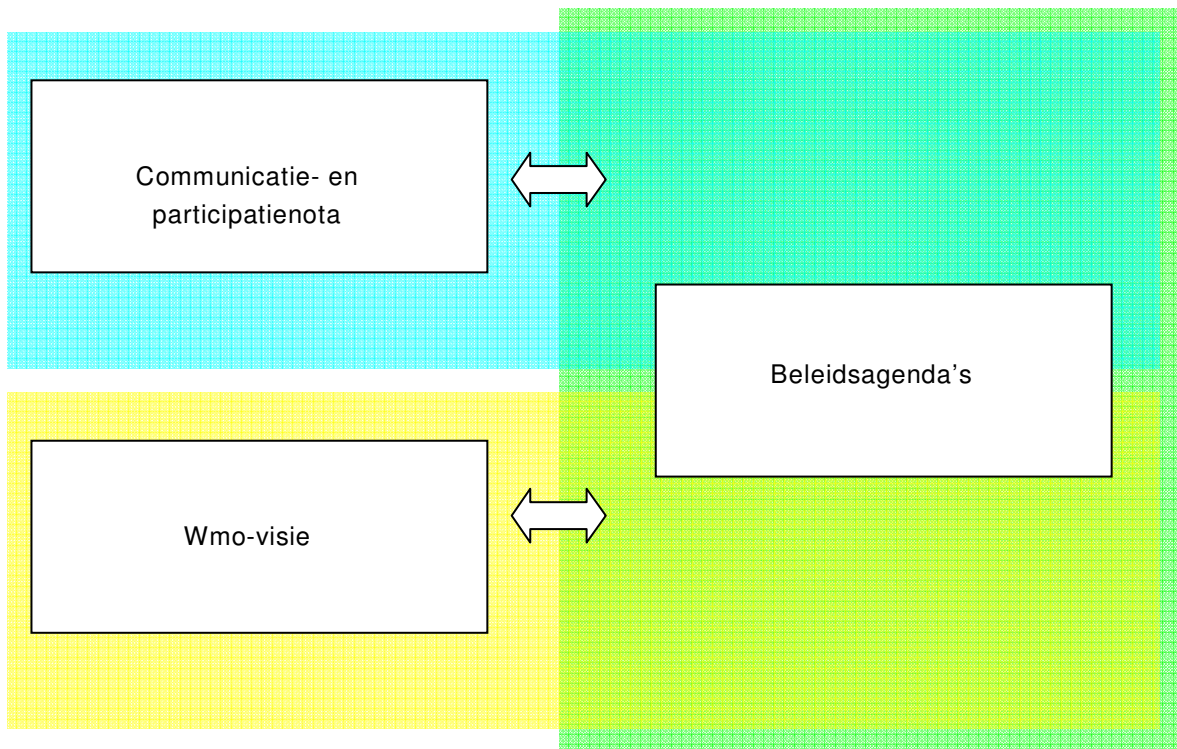 Communicatie- en
participatienota
Beleidsagenda’s
Wmo-visie